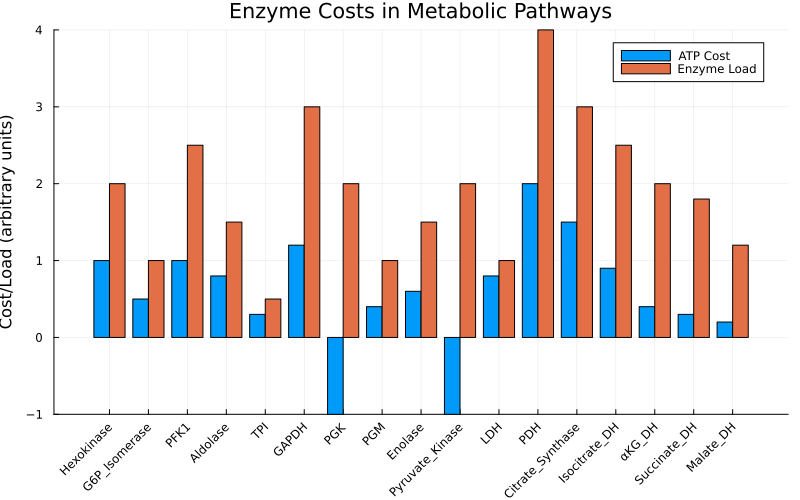 Enzyme Costs in Metabolic Pathways
Cost/Load (arbitrary units)
4
3
2
1
0
−1
ATP Cost
Enzyme Load
Hexokinase
G6P_Isomerase
PFK1
Aldolase
TPI
GAPDH
PGK
PGM
Enolase
Pyruvate_Kinase
LDH
PDH
Citrate_Synthase
Isocitrate_DH
αKG_DH
Succinate_DH
Malate_DH